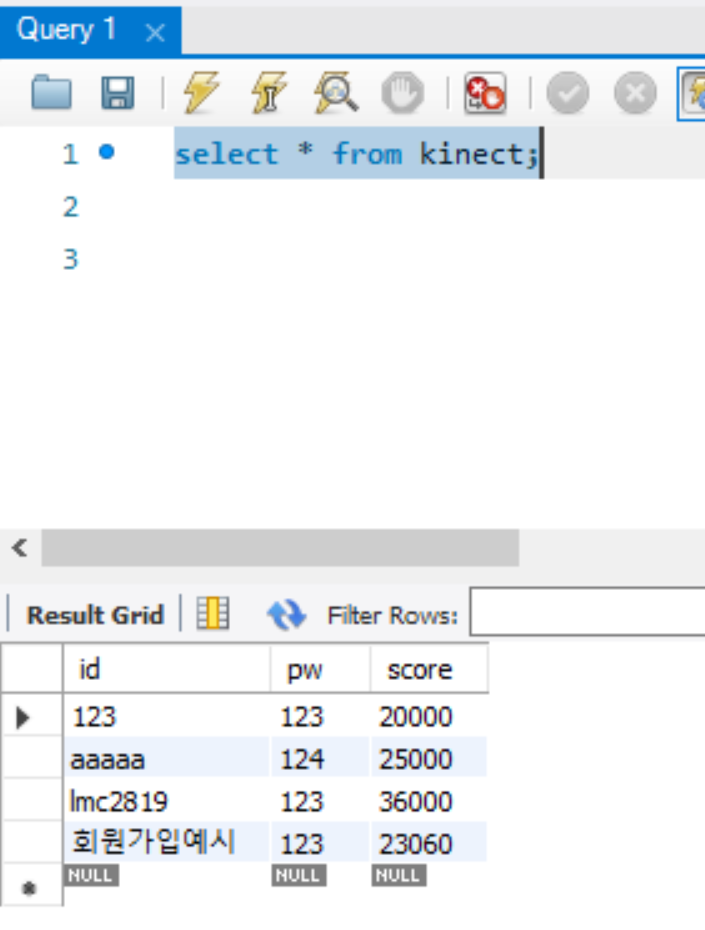 Query 1
1 select * from kinect;
2
3
Result Grid Filter Rows:
id pw score
123 123 20000
aaaaa 124 25000
lmc2819 123 36000
회원가입예시 123 23060
NULL NULL NULL